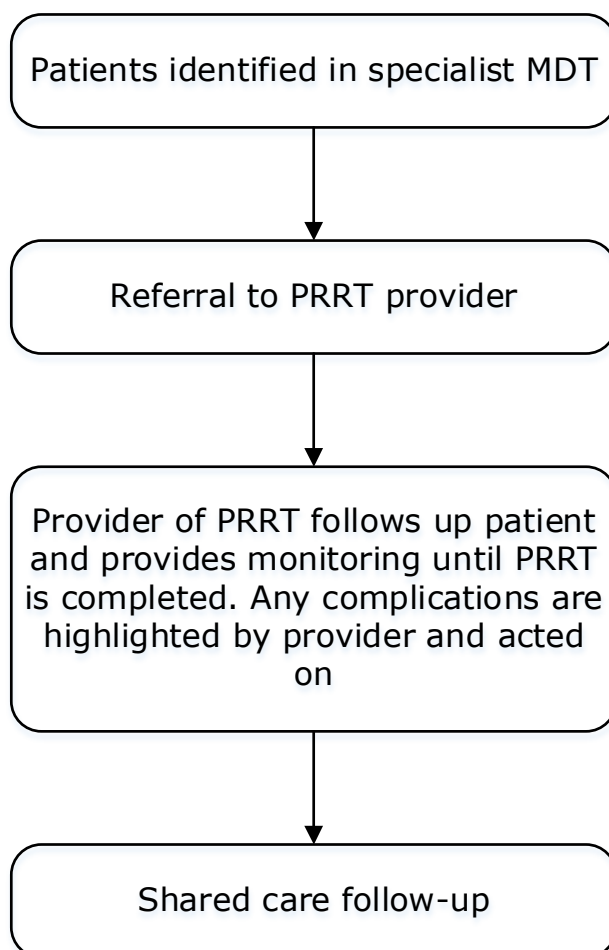 Patients identified in specialist MDT
Referral to PRRT provider
Provider of PRRT follows up patient
and provides monitoring until PRRT
is completed. Any complications are
highlighted by provider and acted
on
Shared care follow-up